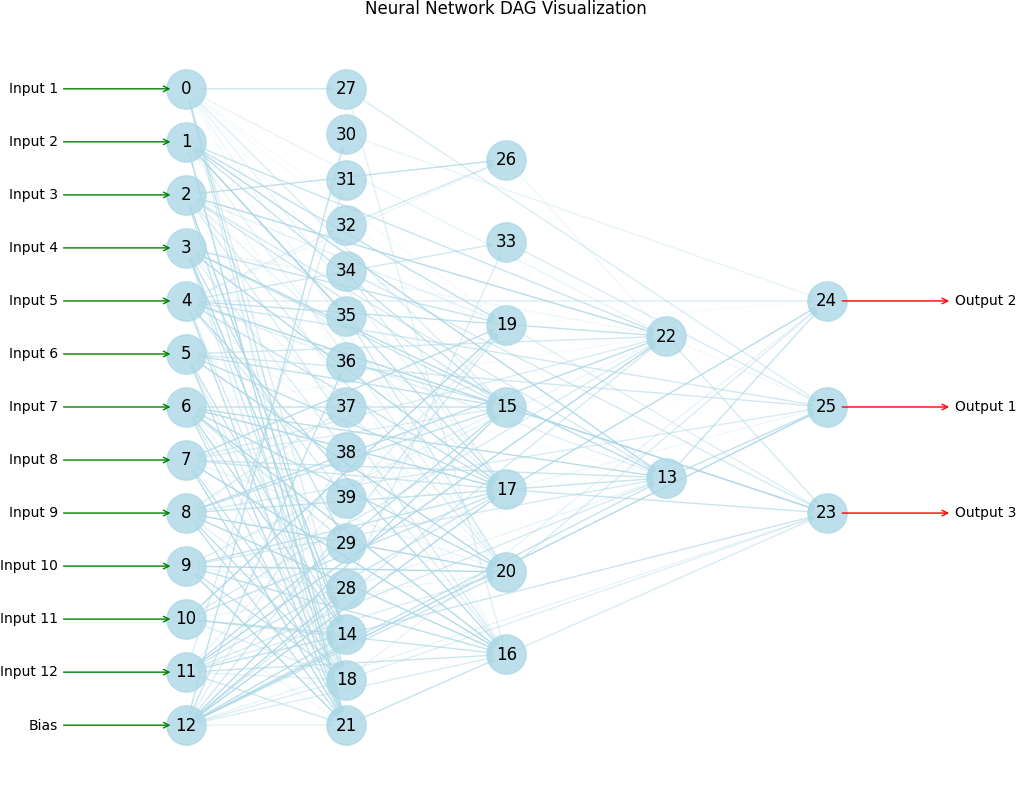 Neural Network DAG Visualization
Input 1 0 27
30
Input 2 1
26
31
Input 3 2
32
33
Input 4 3
34
Input 5 4 24 Output 2
35
19
22
Input 6 5
36
Input 7 6 37 15 25 Output 1
38
Input 8 7
13
17
39
Input 9 8 23 Output 3
29
Input 10 9
20
28
Input 11 10
14
16
Input 12 11
18
Bias 12 21